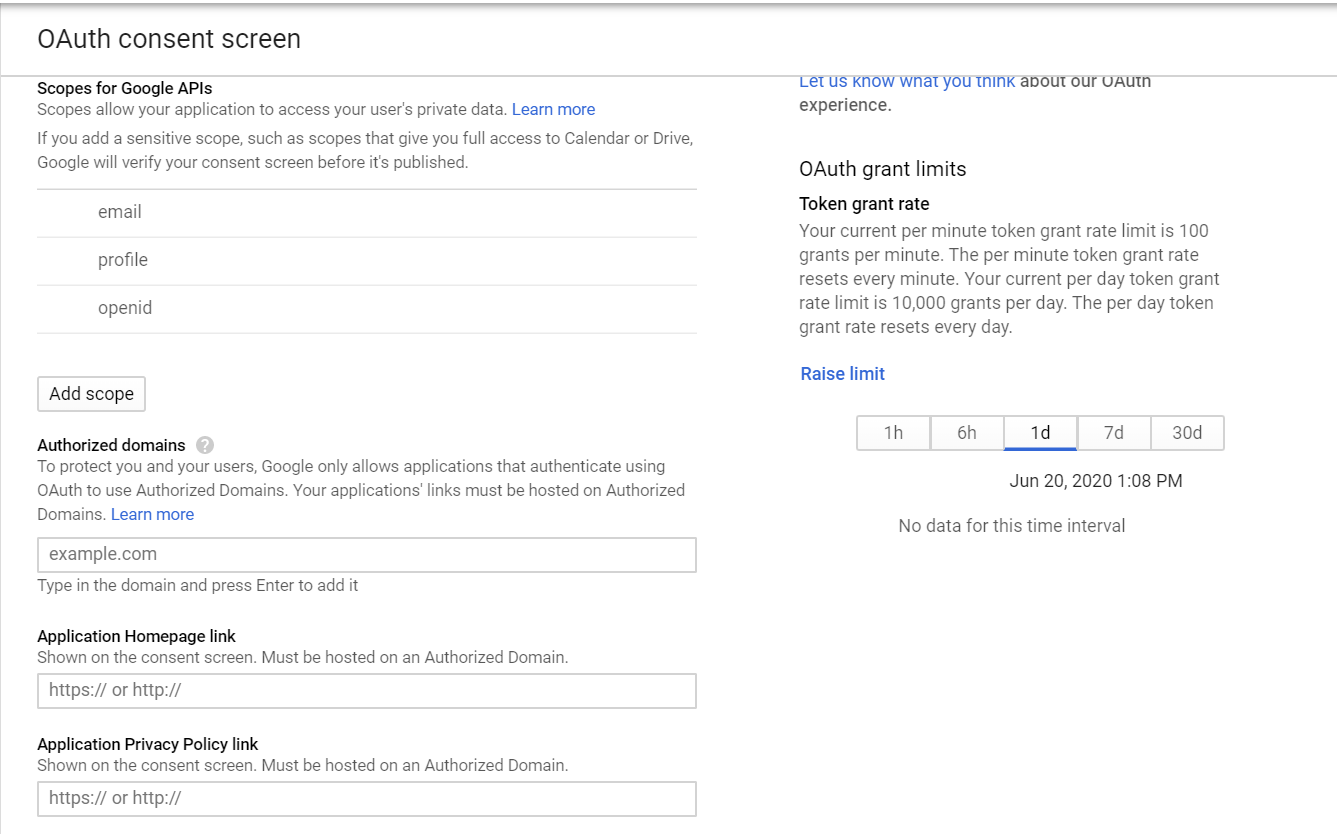 OAuth consent screen
Scopes for Google APIs
Scopes allow your application to access your user's private data. Learn more
If you add a sensitive scope, such as scopes that give you full access to Calendar or Drive,
Google will verify your consent screen before it's published.
email
profile
openid
Add scope
Authorized domains ?
To protect you and your users, Google only allows applications that authenticate using
OAuth to use Authorized Domains. Your applications' links must be hosted on Authorized
Domains. Learn more
example.com
Type in the domain and press Enter to add it
Application Homepage link
Shown on the consent screen. Must be hosted on an Authorized Domain.
https:// or http://
Application Privacy Policy link
Shown on the consent screen. Must be hosted on an Authorized Domain.
https:// or http://
Let us know what you think about our OAuth
experience.
OAuth grant limits
Token grant rate
Your current per minute token grant rate limit is 100
grants per minute. The per minute token grant rate
resets every minute. Your current per day token grant
rate limit is 10,000 grants per day. The per day token
grant rate resets every day.
Raise limit
1h 6h 1d 7d 30d
Jun 20, 2020 1:08 PM
No data for this time interval